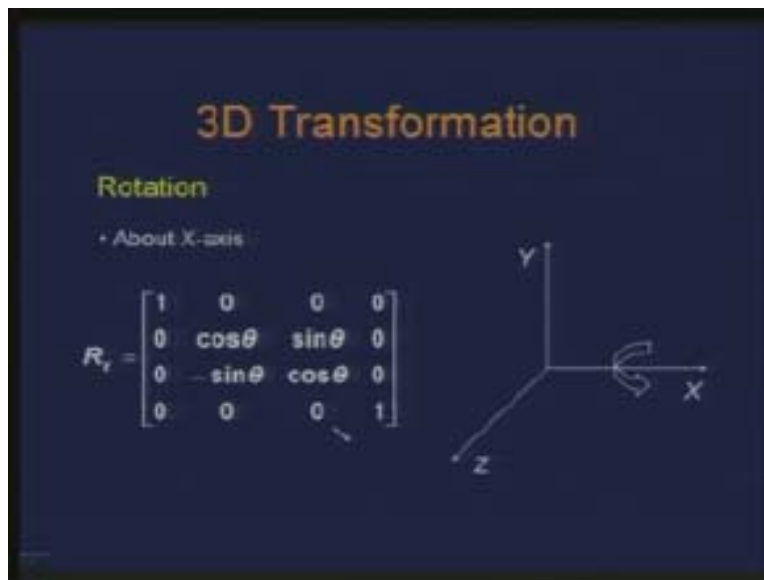 3D Transformation
Rotation
• About X-axis
1 0 0 0
0 cosθ sinθ 0
R = 0 -sinθ cosθ 0
0 0 0 1
Y
X
Z